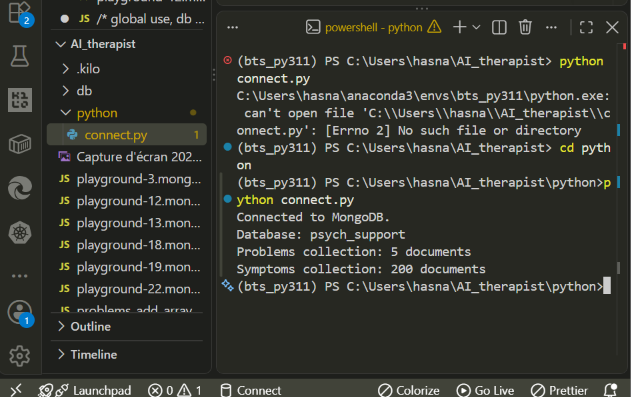 2
playground-12.m...
JS /* global use, db ...
AI_therapist
.kilo
db
python
connect.py 1
Capture d'écran 202...
JS playground-3.mong...
JS playground-12.mon...
JS playground-13.mon...
JS playground-18.mon...
JS playground-19.mon...
JS playground-22.mon...
problems_add_array
Outline
Timeline
1
powershell - python
(bts_py311) PS C:\Users\hasna\AI_therapist> python
connect.py
C:\Users\hasna\anaconda3\envs\bts_py311\python.exe:
can't open file 'C:\\Users\\hasna\\AI_therapist\\c
onnect.py': [Errno 2] No such file or directory
(bts_py311) PS C:\Users\hasna\AI_therapist> cd pyth
on
(bts_py311) PS C:\Users\hasna\AI_therapist\python>p
ython connect.py
Connected to MongoDB.
Database: psych_support
Problems collection: 5 documents
Symptoms collection: 200 documents
(bts_py311) PS C:\Users\hasna\AI_therapist\python>
Launchpad 0 1 Connect Colorize Go Live Prettier